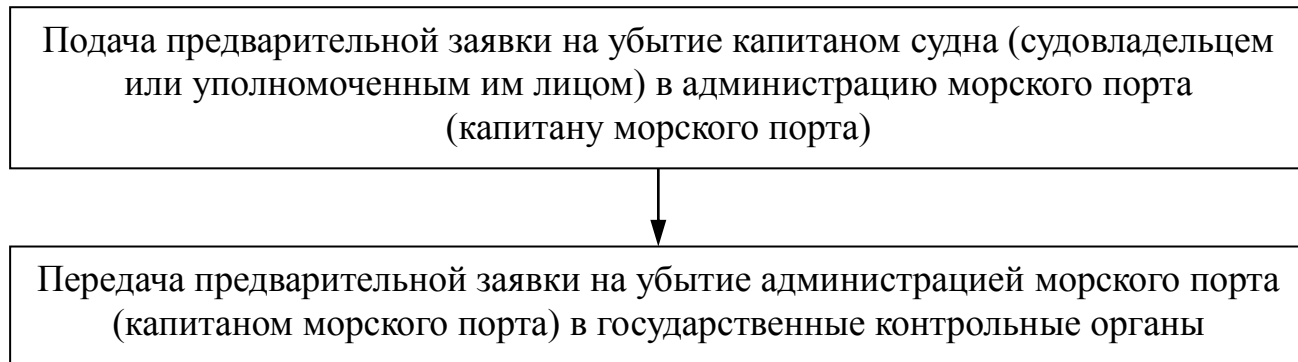 Подача предварительной заявки на убытие капитаном судна (судовладельцем
или уполномоченным им лицом) в администрацию морского порта
(капитану морского порта)
Передача предварительной заявки на убытие администрацией морского порта
(капитаном морского порта) в государственные контрольные органы